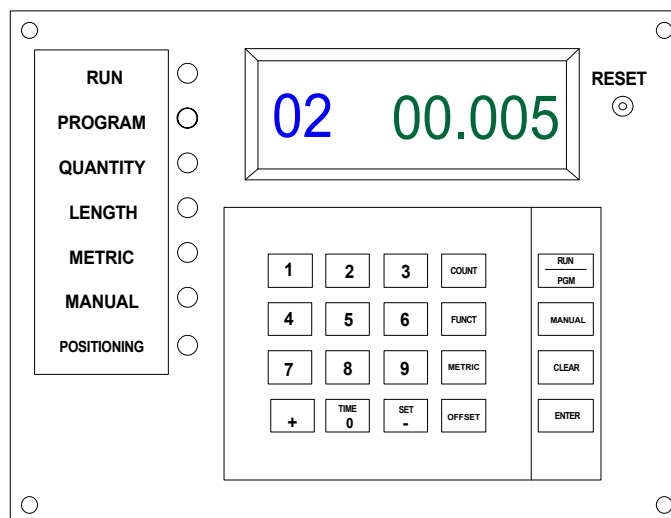 RUN
PROGRAM
QUANTITY
LENGTH
METRIC
MANUAL
POSITIONING
02 00.005
RESET
1 2 3 COUNT
4 5 6 FUNCT
7 8 9 METRIC
+ TIME 0 SET - OFFSET
RUN
PGM
MANUAL
CLEAR
ENTER